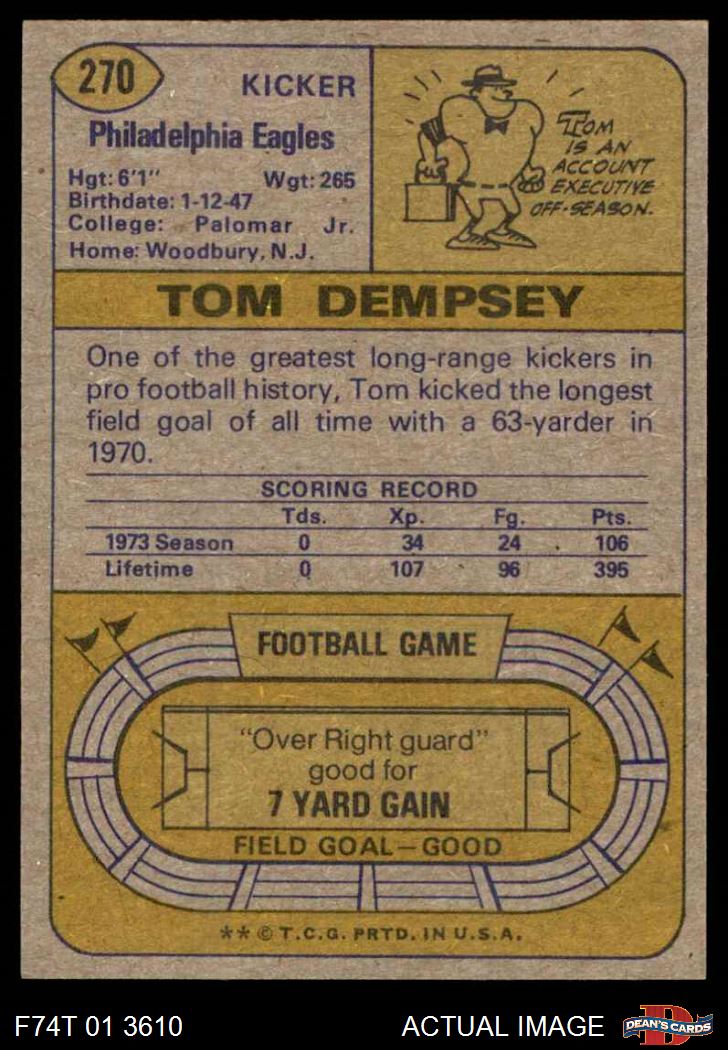 270
KICKER
Philadelphia Eagles
Hgt: 6'1" Wgt: 265
Birthdate: 1-12-47
College: Palomar Jr.
Home: Woodbury, N.J.
TOM
IS AN
ACCOUNT
EXECUTIVE
OFF-SEASON.
TOM DEMPSEY
One of the greatest long-range kickers in
pro football history, Tom kicked the longest
field goal of all time with a 63-yarder in
1970.
SCORING RECORD
Tds. Xp. Fg. Pts.
1973 Season 0 34 24 106
Lifetime 0 107 96 395
FOOTBALL GAME
"Over Right guard"
good for
7 YARD GAIN
FIELD GOAL—GOOD
** © T.C.G. PRTD. IN U.S.A.
F74T 01 3610 ACTUAL IMAGE D DEAN'S CARDS